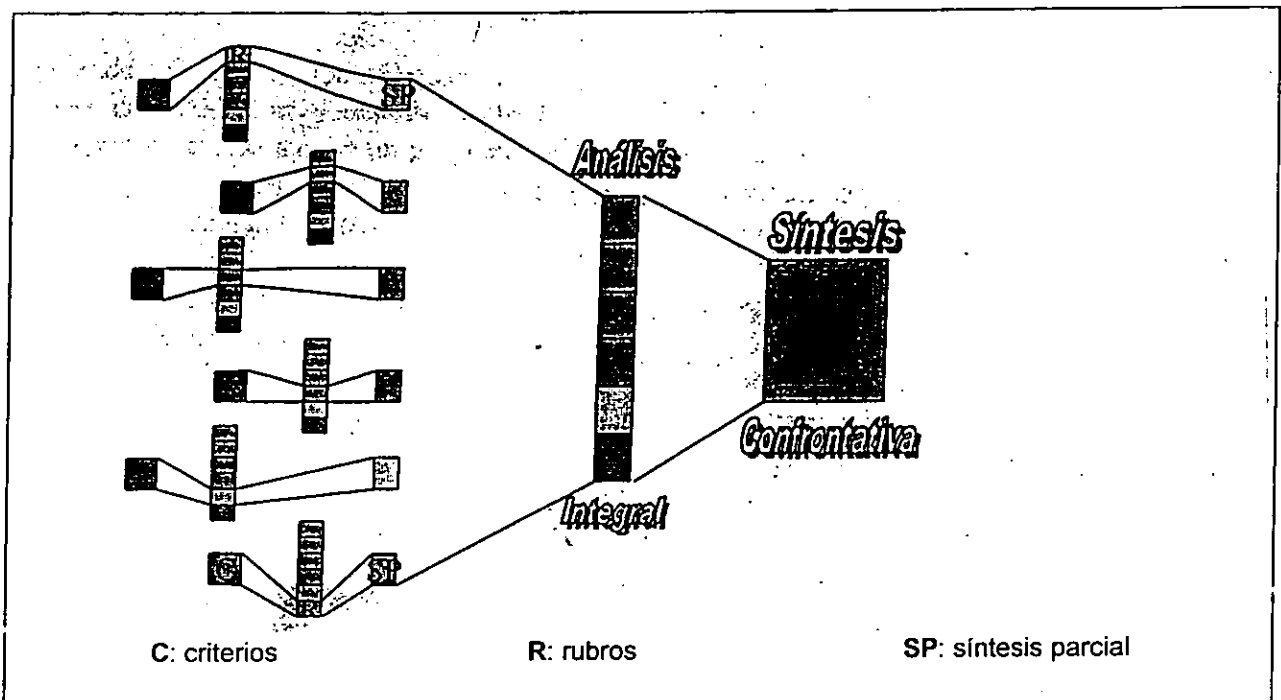 R
SP
Análisis
Síntesis
Confrontativa
Integral
C
SP
R
C: criterios R: rubros SP: síntesis parcial